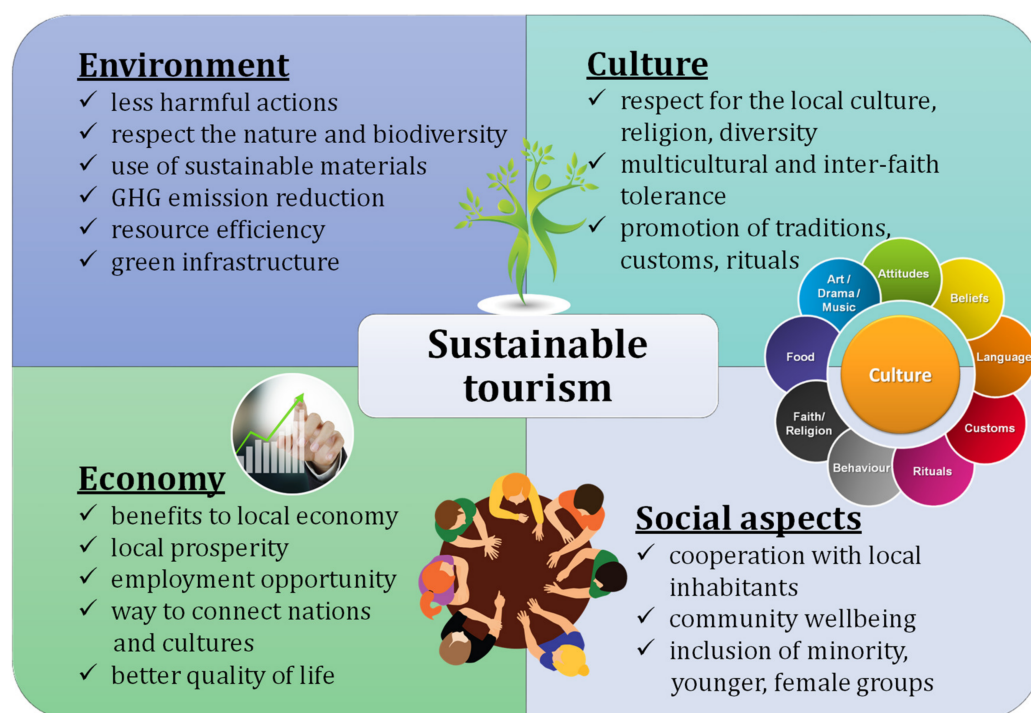 Environment
✓ less harmful actions
✓ respect the nature and biodiversity
✓ use of sustainable materials
✓ GHG emission reduction
✓ resource efficiency
✓ green infrastructure
Culture
✓ respect for the local culture,
religion, diversity
✓ multicultural and inter-faith
tolerance
✓ promotion of traditions,
customs, rituals
Sustainable
tourism
Attitudes
Beliefs
Language
Customs
Rituals
Behaviour
Faith/
Religion
Food
Art /
Drama /
Music
Culture
Economy
✓ benefits to local economy
✓ local prosperity
✓ employment opportunity
✓ way to connect nations
and cultures
✓ better quality of life
Social aspects
✓ cooperation with local
inhabitants
✓ community wellbeing
✓ inclusion of minority,
younger, female groups